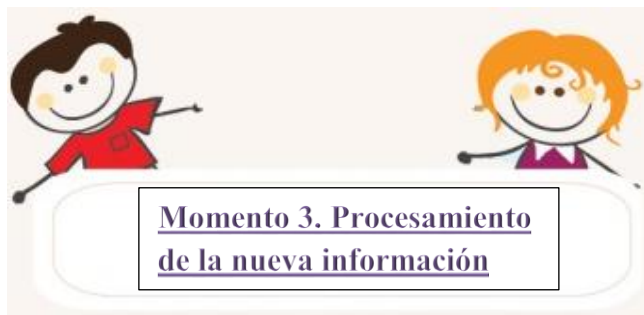 Momento 3. Procesamiento
de la nueva información